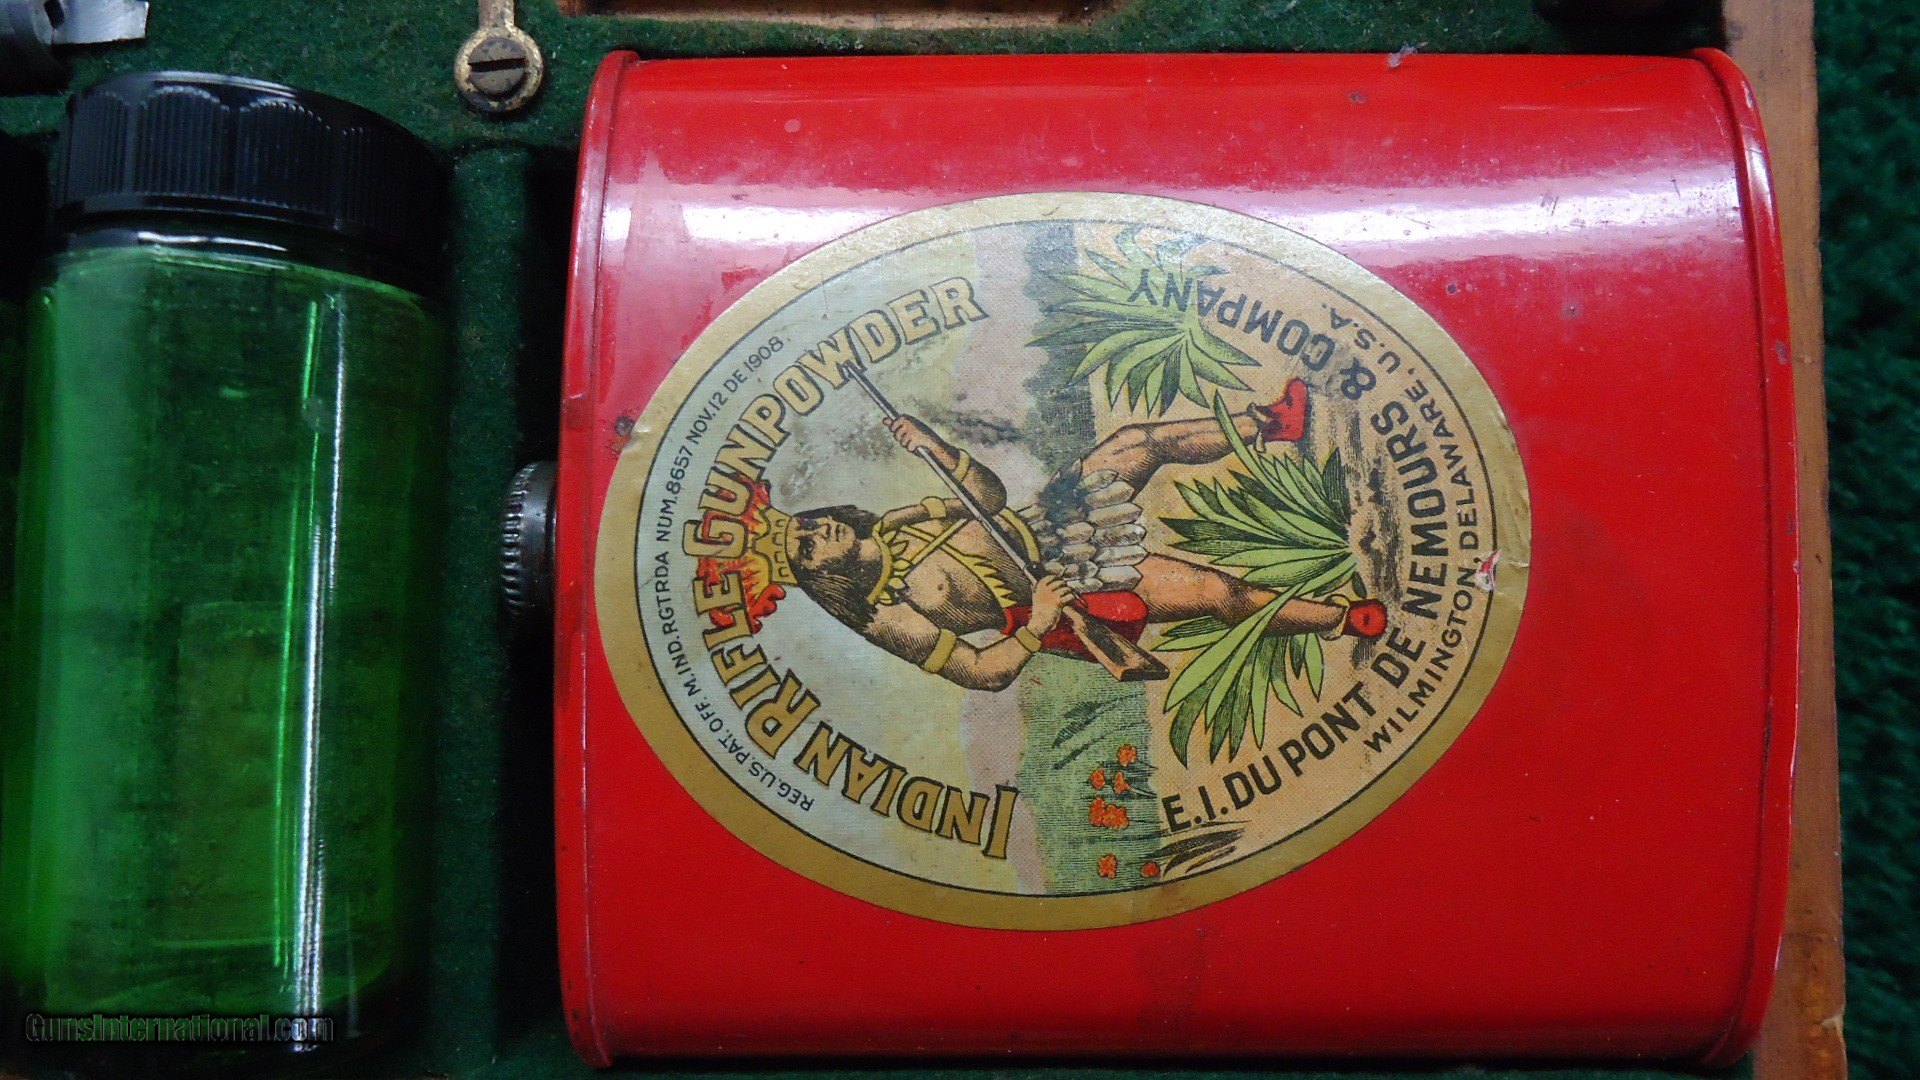 REG.U.S.PAT.OFF.M.IND.RGTRDA NUM.8657 NOV.12 DE 1908.
INDIAN RIFLE GUNPOWDER
E.I. DU PONT DE NEMOURS & COMPANY
WILMINGTON, DELAWARE, U.S.A.
GunsInternational.com